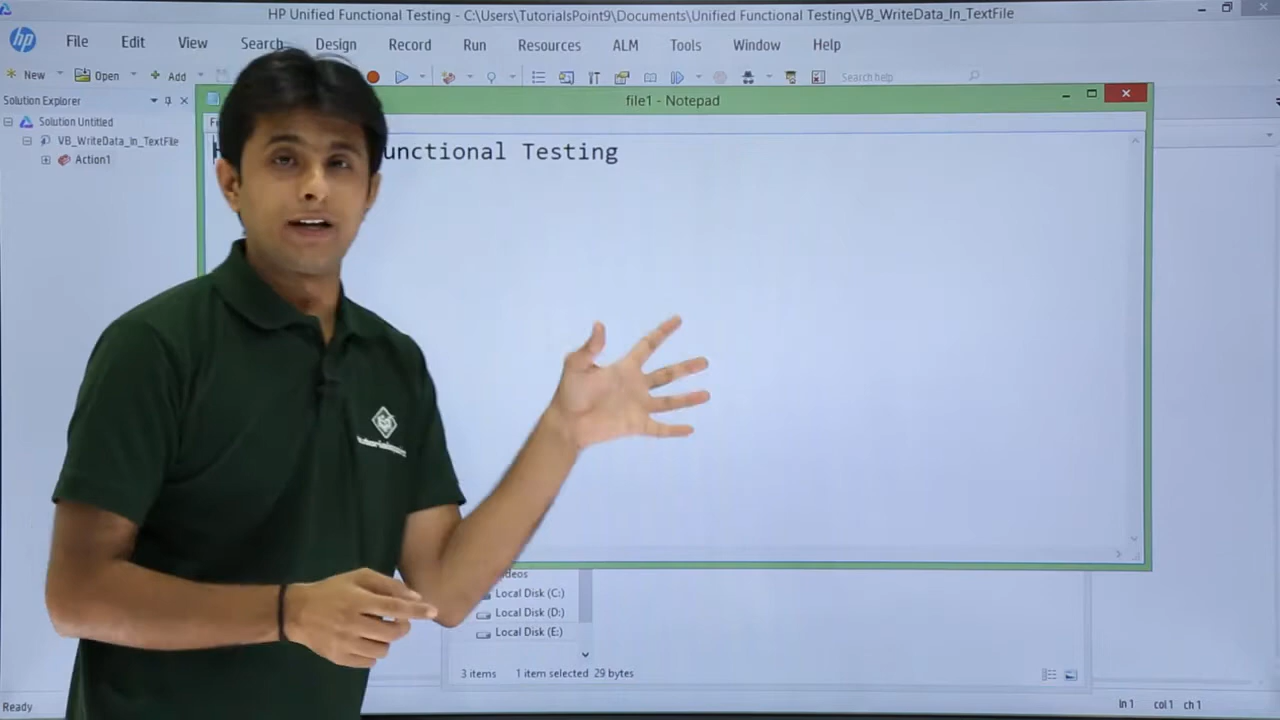 HP Unified Functional Testing - C:\Users\TutorialsPoint9\Documents\Unified Functional Testing\VB_WriteData_In_TextFile
hp File Edit View Search Design Record Run Resources ALM Tools Window Help
New Open Add Search help
Solution Explorer
file1 - Notepad
Solution Untitled
VB_WriteData_In_TextFile
unctional Testing
Action1
Local Disk (C:)
Local Disk (D:)
Local Disk (E:)
3 items 1 item selected 29 bytes
Ready ln 1 col 1 ch 1